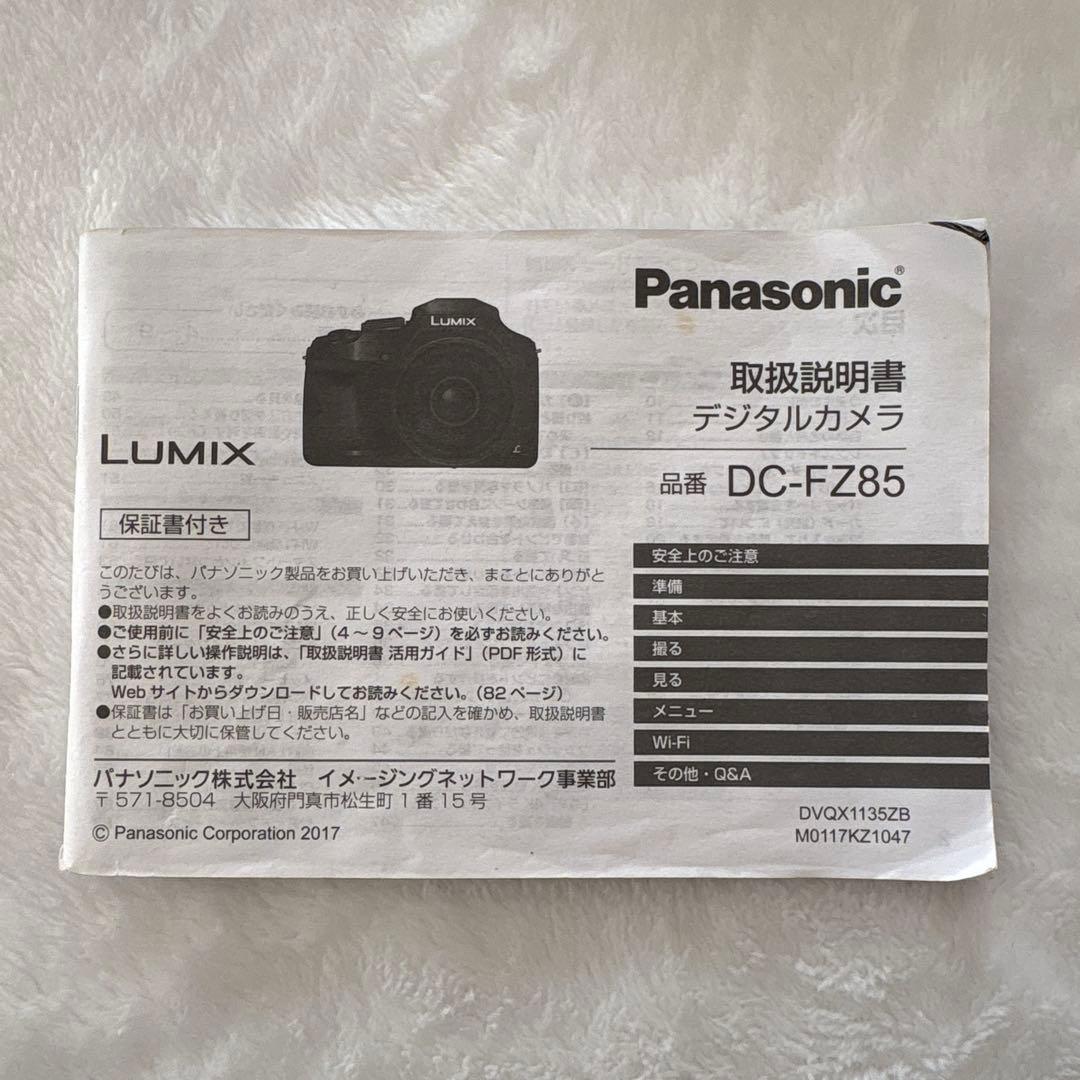 Panasonic®
取扱説明書
デジタルカメラ
品番 DC-FZ85
LUMIX
LUMIX
保証書付き
このたびは、パナソニック製品をお買い上げいただき、まことにありがと
うございます。
●取扱説明書をよくお読みのうえ、正しく安全にお使いください。
●ご使用前に「安全上のご注意」（4～9ページ）を必ずお読みください。
●さらに詳しい操作説明は、「取扱説明書 活用ガイド」（PDF形式）に
記載されています。
Webサイトからダウンロードしてお読みください。（82ページ）
●保証書は「お買い上げ日・販売店名」などの記入を確かめ、取扱説明書
とともに大切に保管してください。
パナソニック株式会社 イメージングネットワーク事業部
〒571-8504 大阪府門真市松生町1番15号
© Panasonic Corporation 2017
安全上のご注意
準備
基本
撮る
見る
メニュー
Wi-Fi
その他・Q&A
DVQX1135ZB
M0117KZ1047